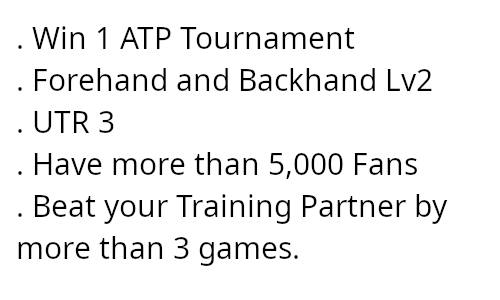 . Win 1 ATP Tournament
. Forehand and Backhand Lv2
. UTR 3
. Have more than 5,000 Fans
. Beat your Training Partner by
more than 3 games.